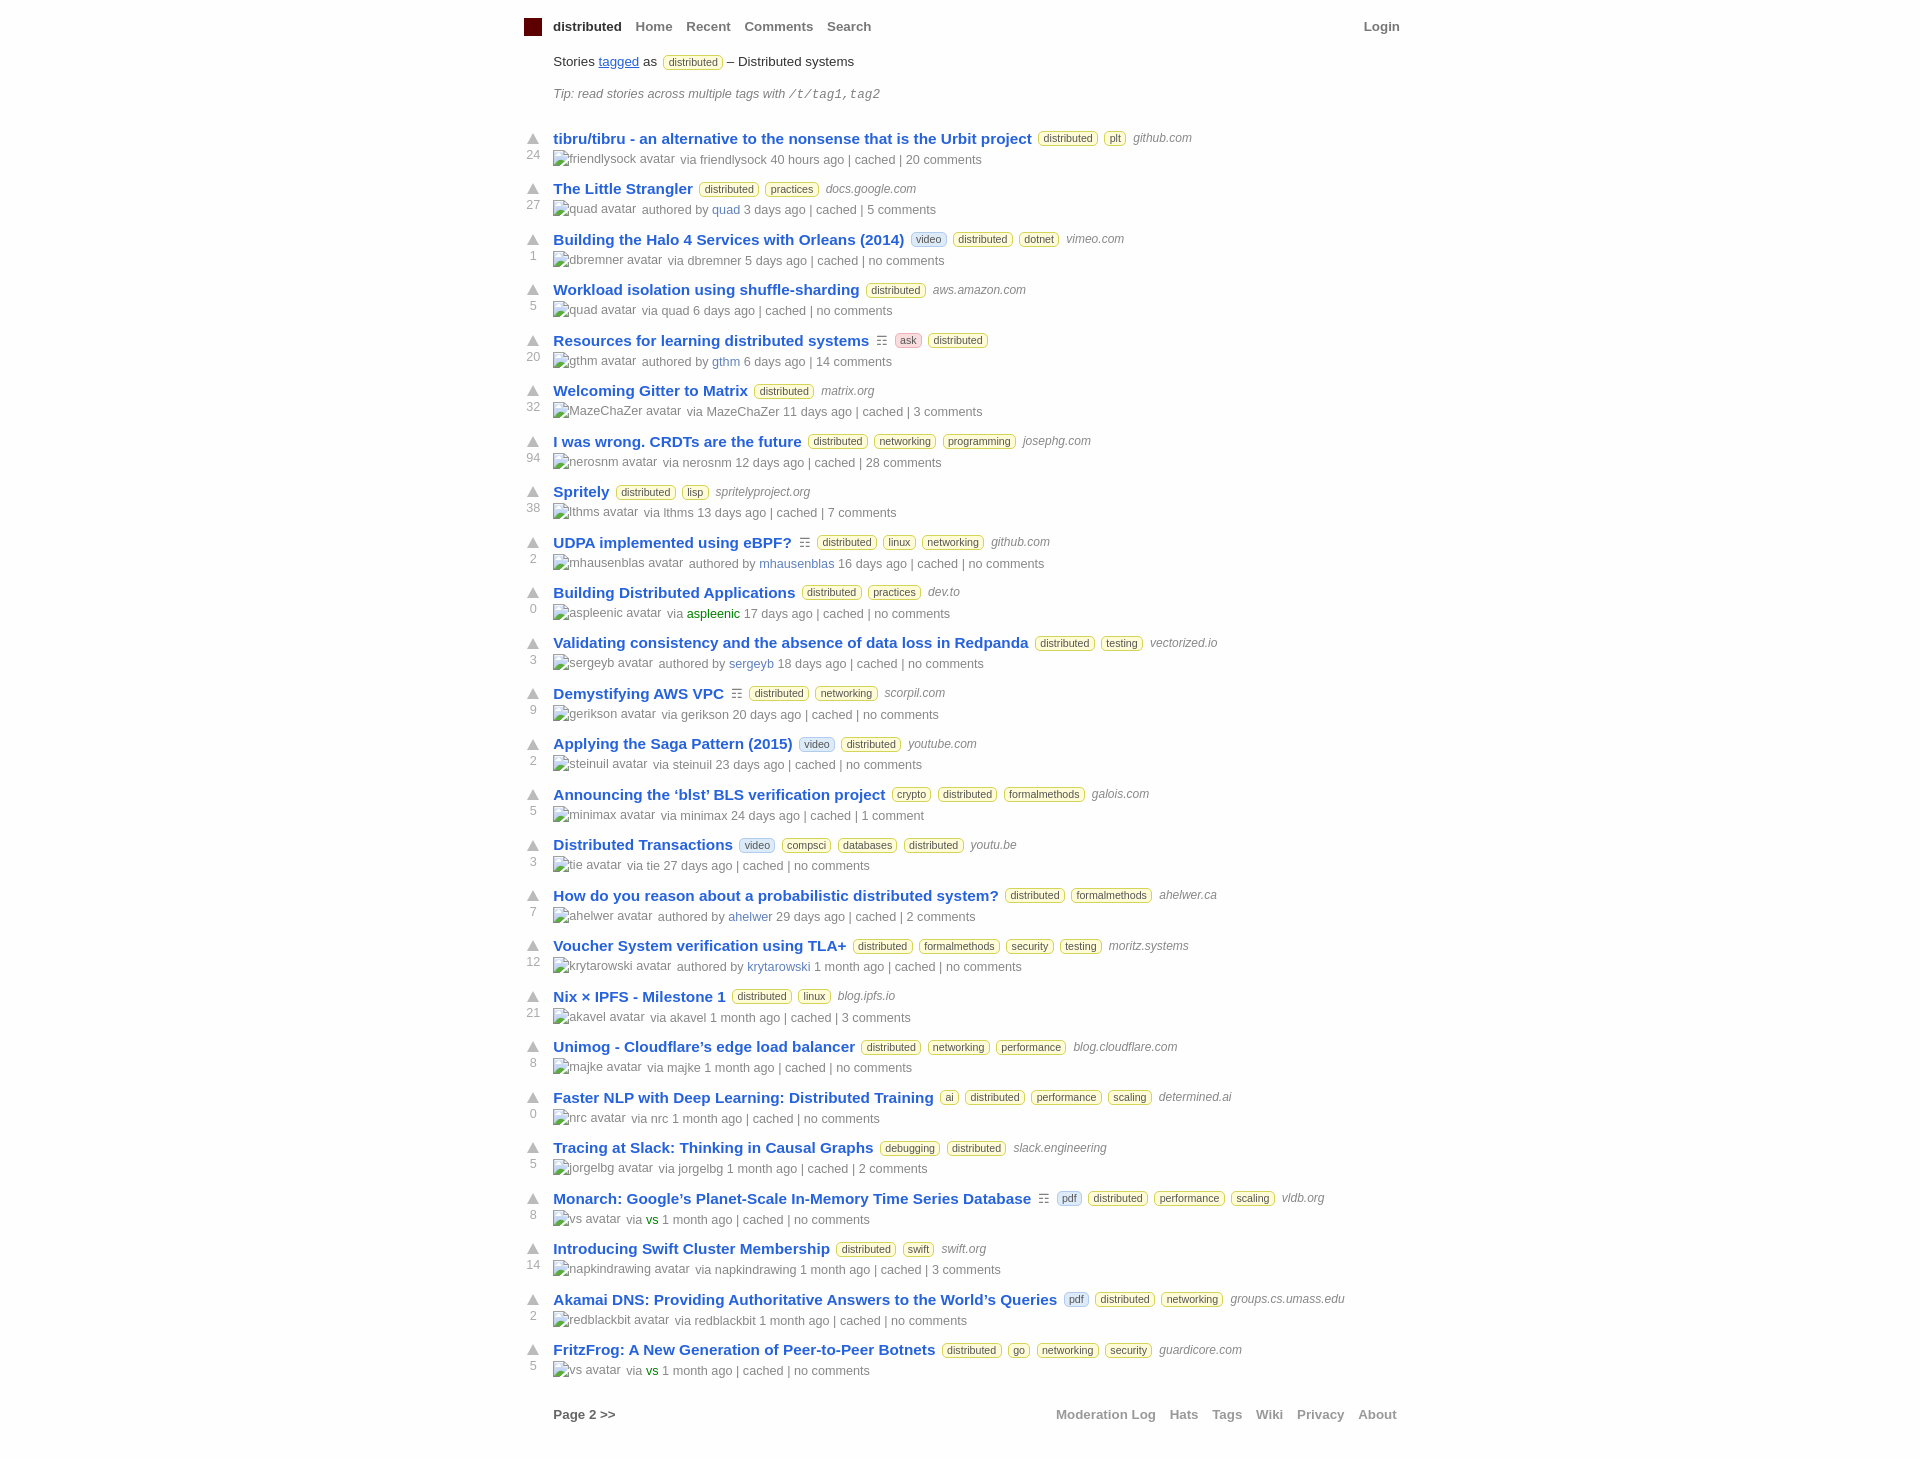 distributed Home Recent Comments Search Login
Stories tagged as distributed – Distributed systems
Tip: read stories across multiple tags with /t/tag1,tag2
tibru/tibru - an alternative to the nonsense that is the Urbit project distributed plt github.com
24 friendlysock avatar via friendlysock 40 hours ago | cached | 20 comments
The Little Strangler distributed practices docs.google.com
27 quad avatar authored by quad 3 days ago | cached | 5 comments
Building the Halo 4 Services with Orleans (2014) video distributed dotnet vimeo.com
1 dbremner avatar via dbremner 5 days ago | cached | no comments
Workload isolation using shuffle-sharding distributed aws.amazon.com
5 quad avatar via quad 6 days ago | cached | no comments
Resources for learning distributed systems ☶ ask distributed
20 gthm avatar authored by gthm 6 days ago | 14 comments
Welcoming Gitter to Matrix distributed matrix.org
32 MazeChaZer avatar via MazeChaZer 11 days ago | cached | 3 comments
I was wrong. CRDTs are the future distributed networking programming josephg.com
94 nerosnm avatar via nerosnm 12 days ago | cached | 28 comments
Spritely distributed lisp spritelyproject.org
38 lthms avatar via lthms 13 days ago | cached | 7 comments
UDPA implemented using eBPF? ☶ distributed linux networking github.com
2 mhausenblas avatar authored by mhausenblas 16 days ago | cached | no comments
Building Distributed Applications distributed practices dev.to
0 aspleenic avatar via aspleenic 17 days ago | cached | no comments
Validating consistency and the absence of data loss in Redpanda distributed testing vectorized.io
3 sergeyb avatar authored by sergeyb 18 days ago | cached | no comments
Demystifying AWS VPC ☶ distributed networking scorpil.com
9 gerikson avatar via gerikson 20 days ago | cached | no comments
Applying the Saga Pattern (2015) video distributed youtube.com
2 steinuil avatar via steinuil 23 days ago | cached | no comments
Announcing the ‘blst’ BLS verification project crypto distributed formalmethods galois.com
5 minimax avatar via minimax 24 days ago | cached | 1 comment
Distributed Transactions video compsci databases distributed youtu.be
3 tie avatar via tie 27 days ago | cached | no comments
How do you reason about a probabilistic distributed system? distributed formalmethods ahelwer.ca
7 ahelwer avatar authored by ahelwer 29 days ago | cached | 2 comments
Voucher System verification using TLA+ distributed formalmethods security testing moritz.systems
12 krytarowski avatar authored by krytarowski 1 month ago | cached | no comments
Nix × IPFS - Milestone 1 distributed linux blog.ipfs.io
21 akavel avatar via akavel 1 month ago | cached | 3 comments
Unimog - Cloudflare’s edge load balancer distributed networking performance blog.cloudflare.com
8 majke avatar via majke 1 month ago | cached | no comments
Faster NLP with Deep Learning: Distributed Training ai distributed performance scaling determined.ai
0 nrc avatar via nrc 1 month ago | cached | no comments
Tracing at Slack: Thinking in Causal Graphs debugging distributed slack.engineering
5 jorgelbg avatar via jorgelbg 1 month ago | cached | 2 comments
Monarch: Google’s Planet-Scale In-Memory Time Series Database ☶ pdf distributed performance scaling vldb.org
8 vs avatar via vs 1 month ago | cached | no comments
Introducing Swift Cluster Membership distributed swift swift.org
14 napkindrawing avatar via napkindrawing 1 month ago | cached | 3 comments
Akamai DNS: Providing Authoritative Answers to the World’s Queries pdf distributed networking groups.cs.umass.edu
2 redblackbit avatar via redblackbit 1 month ago | cached | no comments
FritzFrog: A New Generation of Peer-to-Peer Botnets distributed go networking security guardicore.com
5 vs avatar via vs 1 month ago | cached | no comments
Page 2 >> Moderation Log Hats Tags Wiki Privacy About